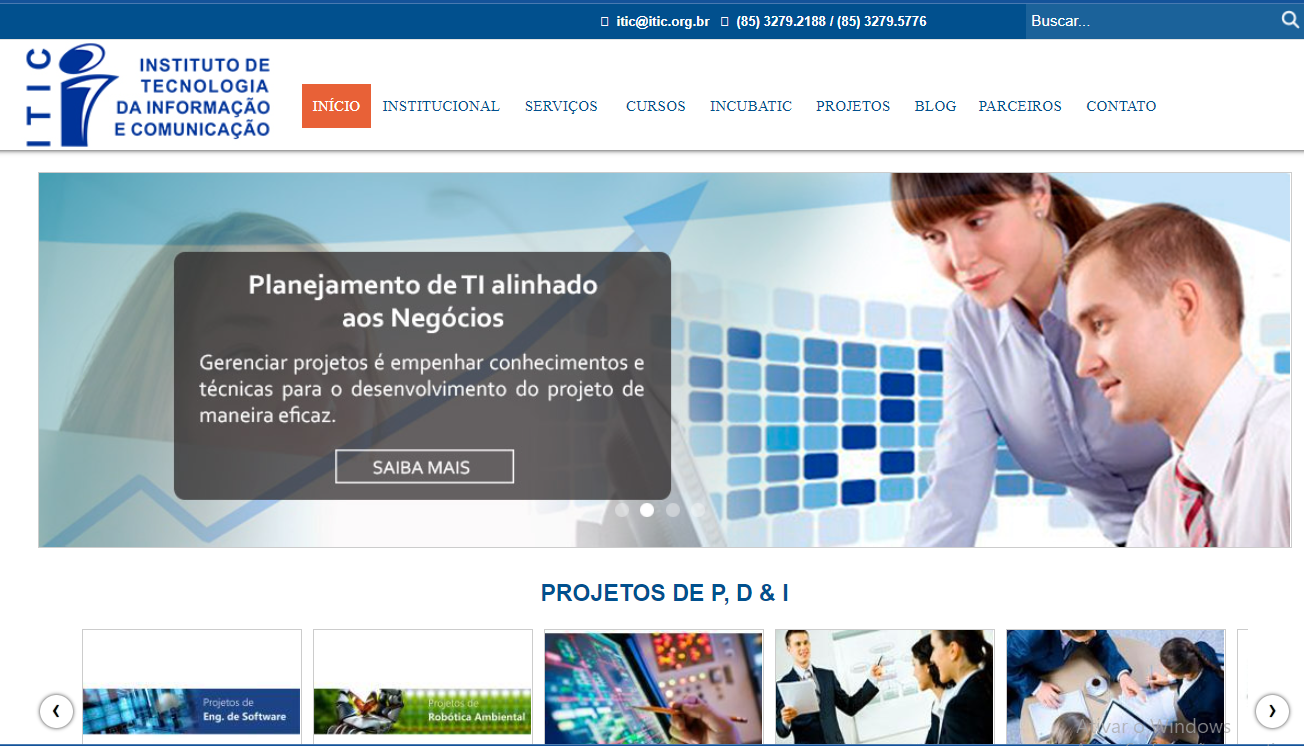 itic@itic.org.br (85) 3279.2188 / (85) 3279.5776
Buscar...
ITIC
INSTITUTO DE
TECNOLOGIA
DA INFORMAÇÃO
E COMUNICAÇÃO
INÍCIO INSTITUCIONAL SERVIÇOS CURSOS INCUBATIC PROJETOS BLOG PARCEIROS CONTATO
Planejamento de TI alinhado
aos Negócios
Gerenciar projetos é empenhar conhecimentos e
técnicas para o desenvolvimento do projeto de
maneira eficaz.
SAIBA MAIS
PROJETOS DE P, D & I
Projetos de
Eng. de Software
Projetos de
Robótica Ambiental
Ativar o Windows